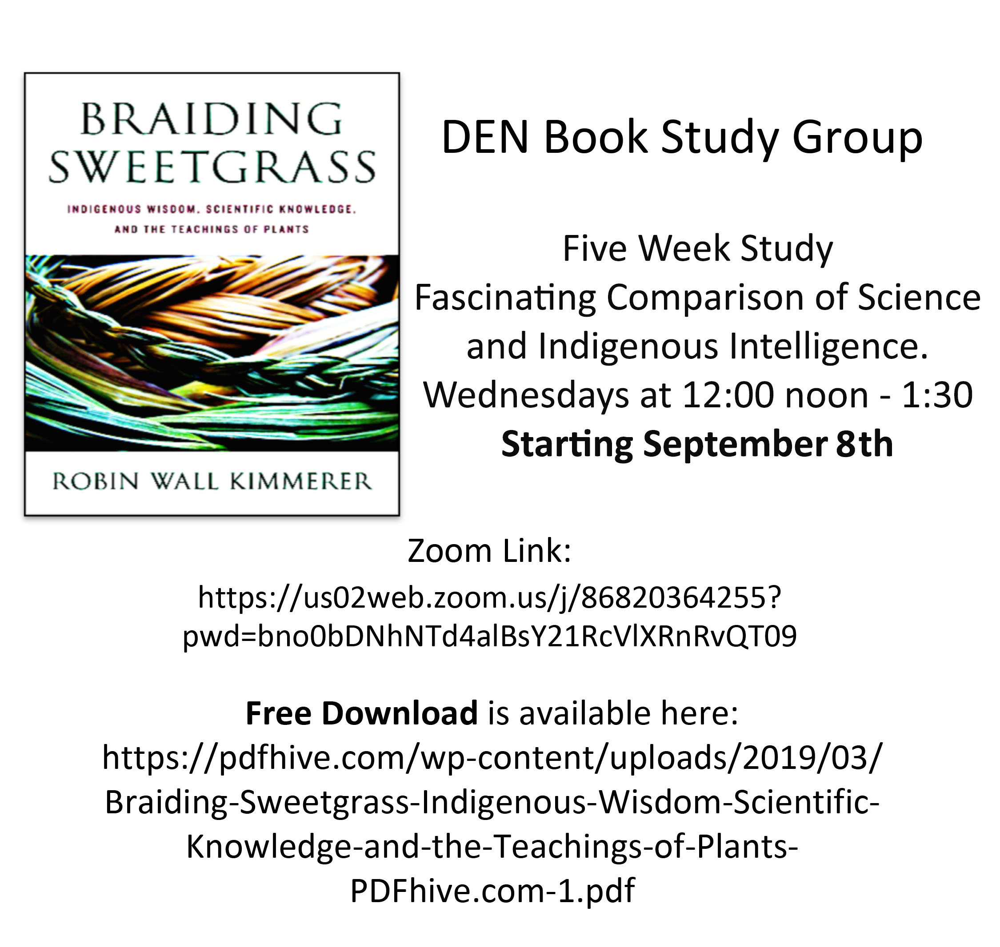 BRAIDING
SWEETGRASS
INDIGENOUS WISDOM, SCIENTIFIC KNOWLEDGE,
AND THE TEACHINGS OF PLANTS
ROBIN WALL KIMMERER
DEN Book Study Group
Five Week Study
Fascinating Comparison of Science
and Indigenous Intelligence.
Wednesdays at 12:00 noon - 1:30
Starting September 8th
Zoom Link:
https://us02web.zoom.us/j/86820364255?
pwd=bno0bDNhNTd4alBsY21RcVlXRnRvQT09
Free Download is available here:
https://pdfhive.com/wp-content/uploads/2019/03/
Braiding-Sweetgrass-Indigenous-Wisdom-Scientific-
Knowledge-and-the-Teachings-of-Plants-
PDFhive.com-1.pdf